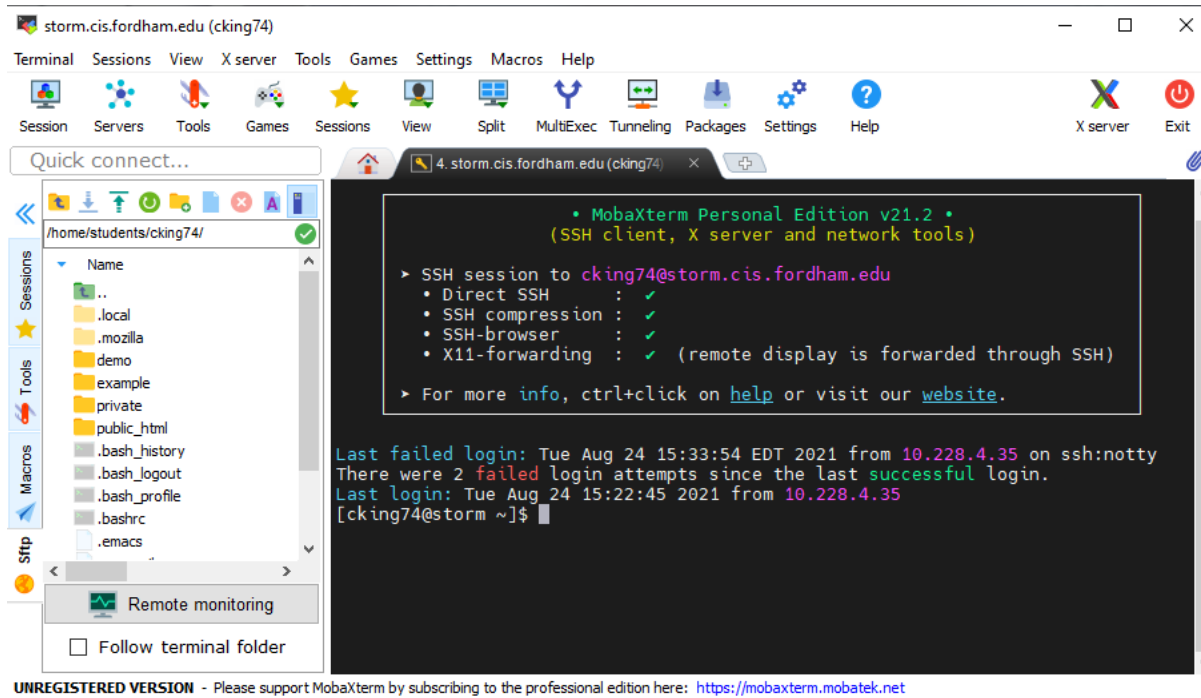 storm.cis.fordham.edu (cking74)
Terminal Sessions View X server Tools Games Settings Macros Help
Session Servers Tools Games Sessions View Split MultiExec Tunneling Packages Settings Help X server Exit
Quick connect...
4. storm.cis.fordham.edu (cking74)
/home/students/cking74/
Name
..
.local
.mozilla
demo
example
private
public_html
.bash_history
.bash_logout
.bash_profile
.bashrc
.emacs
Remote monitoring
Follow terminal folder
Sessions
Tools
Macros
Sftp
• MobaXterm Personal Edition v21.2 •
(SSH client, X server and network tools)
➤ SSH session to cking74@storm.cis.fordham.edu
• Direct SSH : ✔
• SSH compression : ✔
• SSH-browser : ✔
• X11-forwarding : ✔ (remote display is forwarded through SSH)
➤ For more info, ctrl+click on help or visit our website.
Last failed login: Tue Aug 24 15:33:54 EDT 2021 from 10.228.4.35 on ssh:notty
There were 2 failed login attempts since the last successful login.
Last login: Tue Aug 24 15:22:45 2021 from 10.228.4.35
[cking74@storm ~]$
UNREGISTERED VERSION - Please support MobaXterm by subscribing to the professional edition here: https://mobaxterm.mobatek.net